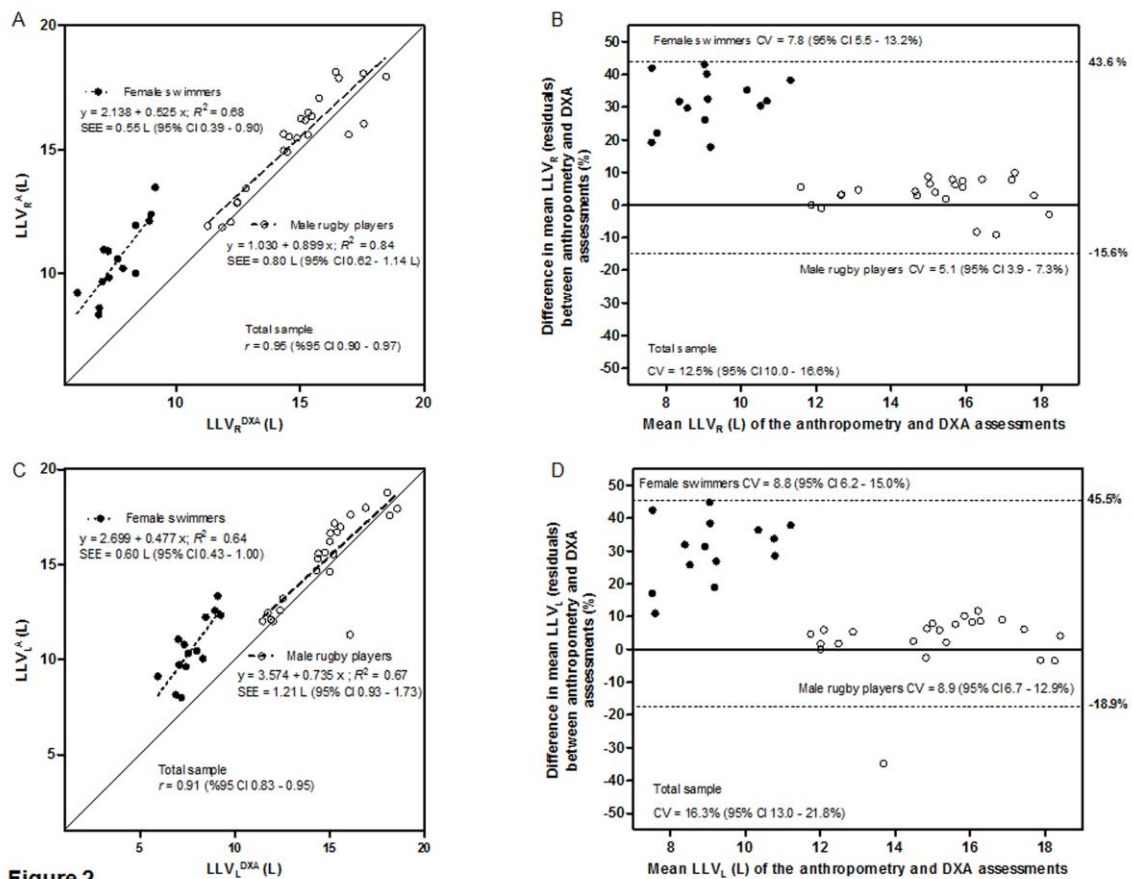 A
20
15
10
10
15
20
LLV_R^A (L)
LLV_R^DXA (L)
Female swimmers
y = 2.138 + 0.525 x; R² = 0.68
SEE = 0.55 L (95% CI 0.39 - 0.90)
Male rugby players
y = 1.030 + 0.899 x; R² = 0.84
SEE = 0.80 L (95% CI 0.62 - 1.14 L)
Total sample
r = 0.95 (%95 CI 0.90 - 0.97)
B
Difference in mean LLV_R (residuals)
between anthropometry and DXA
assessments (%)
50
40
30
20
10
0
-10
-20
-30
-40
-50
Female swimmers CV = 7.8 (95% CI 5.5 - 13.2%)
43.6%
-15.6%
Male rugby players CV = 5.1 (95% CI 3.9 - 7.3%)
Total sample
CV = 12.5% (95% CI 10.0 - 16.6%)
8 10 12 14 16 18
Mean LLV_R (L) of the anthropometry and DXA assessments
C
20
15
10
5
5
10
15
20
LLV_L^A (L)
LLV_L^DXA (L)
Female swimmers
y = 2.699 + 0.477 x; R² = 0.64
SEE = 0.60 L (95% CI 0.43 - 1.00)
Male rugby players
y = 3.574 + 0.735 x; R² = 0.67
SEE = 1.21 L (95% CI 0.93 - 1.73)
Total sample
r = 0.91 (%95 CI 0.83 - 0.95)
D
Difference in mean LLV_L (residuals)
between anthropometry and DXA
assessments (%)
50
40
30
20
10
0
-10
-20
-30
-40
-50
Female swimmers CV = 8.8 (95% CI 6.2 - 15.0%)
45.5%
Male rugby players CV = 8.9 (95% CI 6.7 - 12.9%)
-18.9%
Total sample
CV = 16.3% (95% CI 13.0 - 21.8%)
8 10 12 14 16 18
Mean LLV_L (L) of the anthropometry and DXA assessments
Figure 2